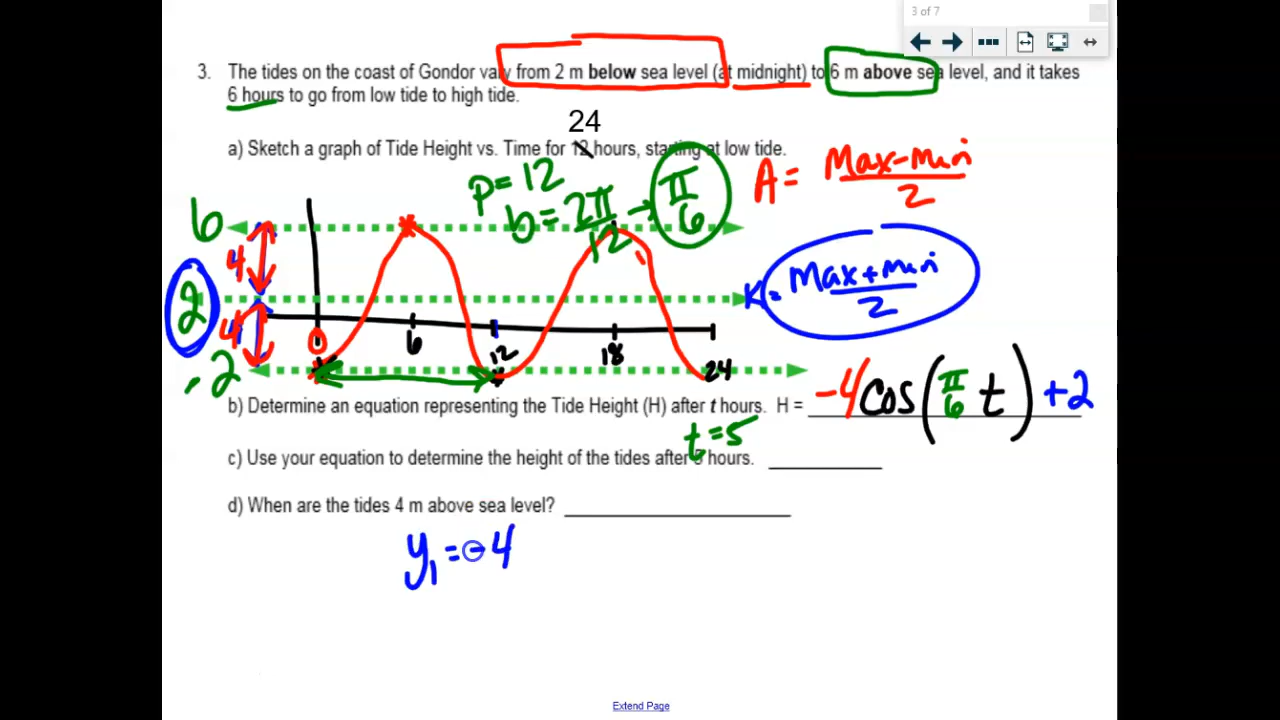 3 of 7
3. The tides on the coast of Gondor vary from 2 m below sea level (at midnight) to 6 m above sea level, and it takes
6 hours to go from low tide to high tide.
24
a) Sketch a graph of Tide Height vs. Time for 12 hours, starting at low tide.
A = Max-min
2
P=12
b = 2π → π
12 6
6
4
K = Max + min
2
2
4
0
6
12
18
24
-2
b) Determine an equation representing the Tide Height (H) after t hours. H = -4cos(π/6 t)+2
t=5
c) Use your equation to determine the height of the tides after 5 hours.
d) When are the tides 4 m above sea level?
y₁ = -4
Extend Page